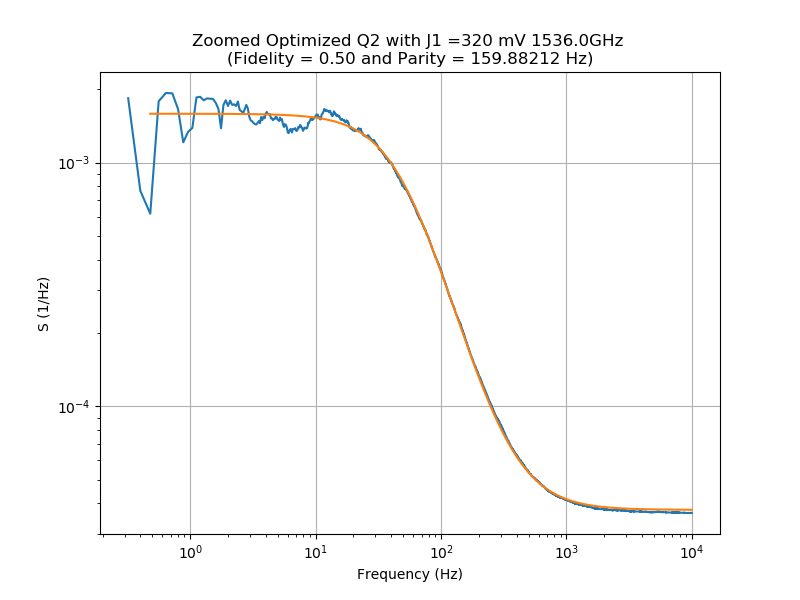 Zoomed Optimized Q2 with J1 =320 mV 1536.0GHz
(Fidelity = 0.50 and Parity = 159.88212 Hz)
S (1/Hz)
10⁻³
10⁻⁴
10⁰ 10¹ 10² 10³ 10⁴
Frequency (Hz)